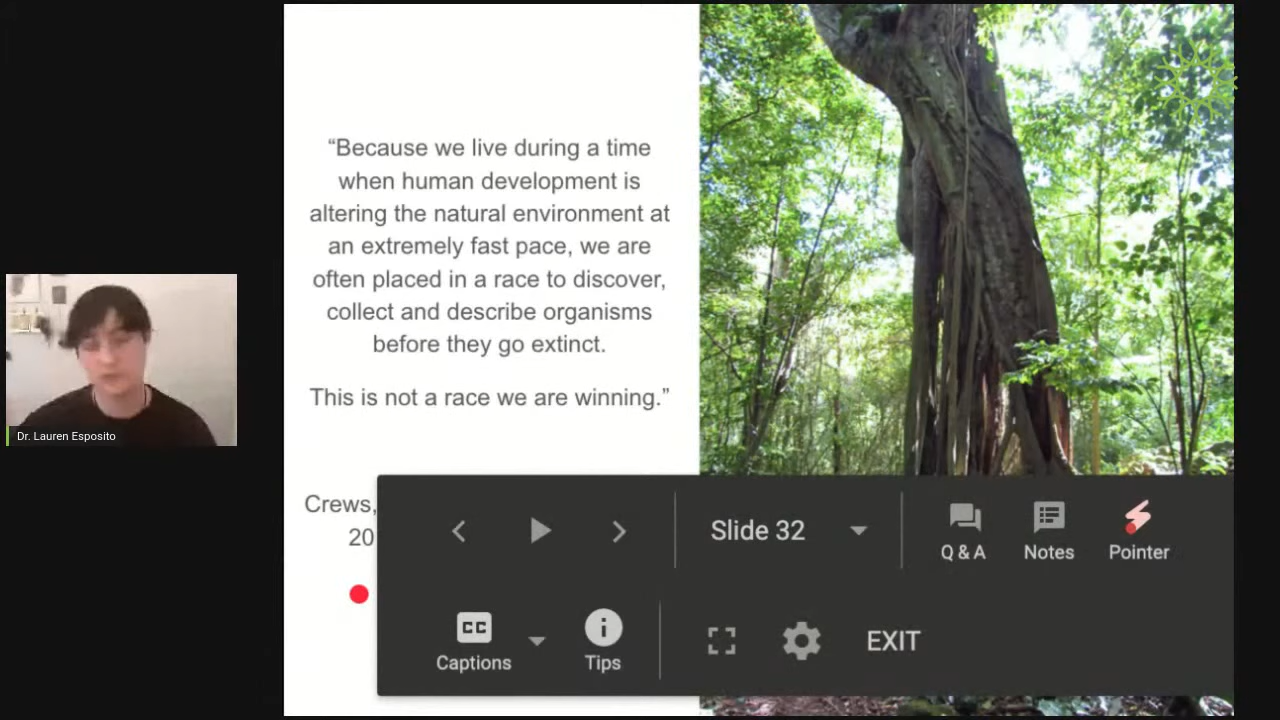 “Because we live during a time
when human development is
altering the natural environment at
an extremely fast pace, we are
often placed in a race to discover,
collect and describe organisms
before they go extinct.
This is not a race we are winning.”
Crews,
20
Dr. Lauren Esposito
Slide 32
Q & A
Notes
Pointer
CC
Captions
Tips
EXIT